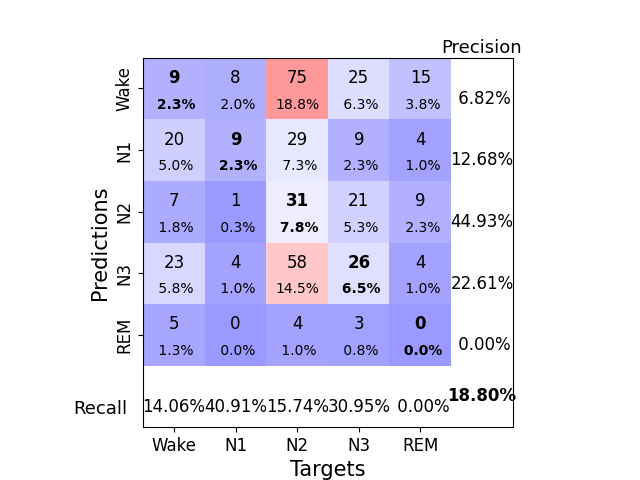 Precision
Wake 9 8 75 25 15 6.82%
2.3% 2.0% 18.8% 6.3% 3.8%
N1 20 9 29 9 4 12.68%
5.0% 2.3% 7.3% 2.3% 1.0%
N2 7 1 31 21 9 44.93%
1.8% 0.3% 7.8% 5.3% 2.3%
N3 23 4 58 26 4 22.61%
5.8% 1.0% 14.5% 6.5% 1.0%
REM 5 0 4 3 0 0.00%
1.3% 0.0% 1.0% 0.8% 0.0%
Predictions
18.80%
Recall 14.06% 40.91% 15.74% 30.95% 0.00%
Wake N1 N2 N3 REM
Targets